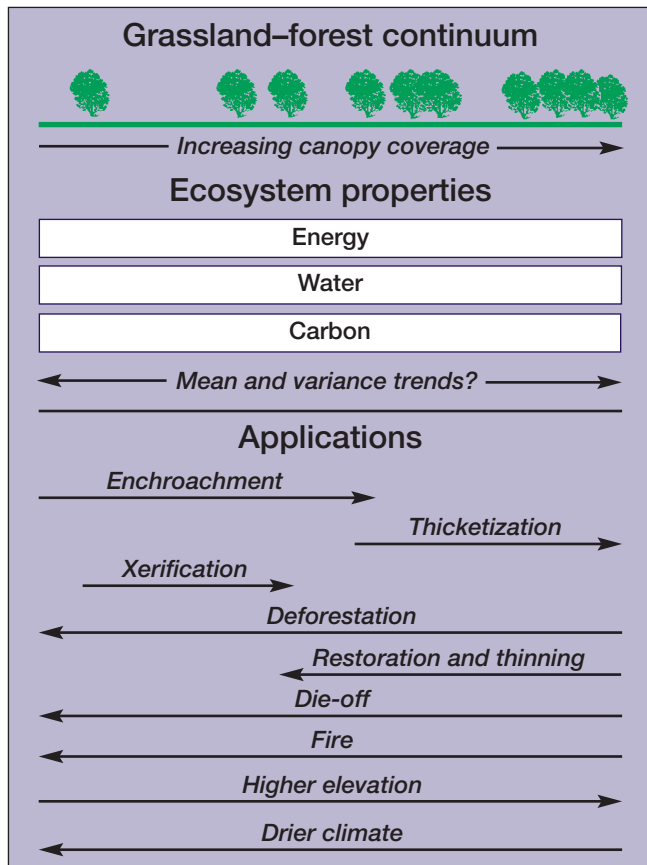 Grassland–forest continuum
Increasing canopy coverage
Ecosystem properties
Energy
Water
Carbon
Mean and variance trends?
Applications
Enchroachment
Thicketization
Xerification
Deforestation
Restoration and thinning
Die-off
Fire
Higher elevation
Drier climate